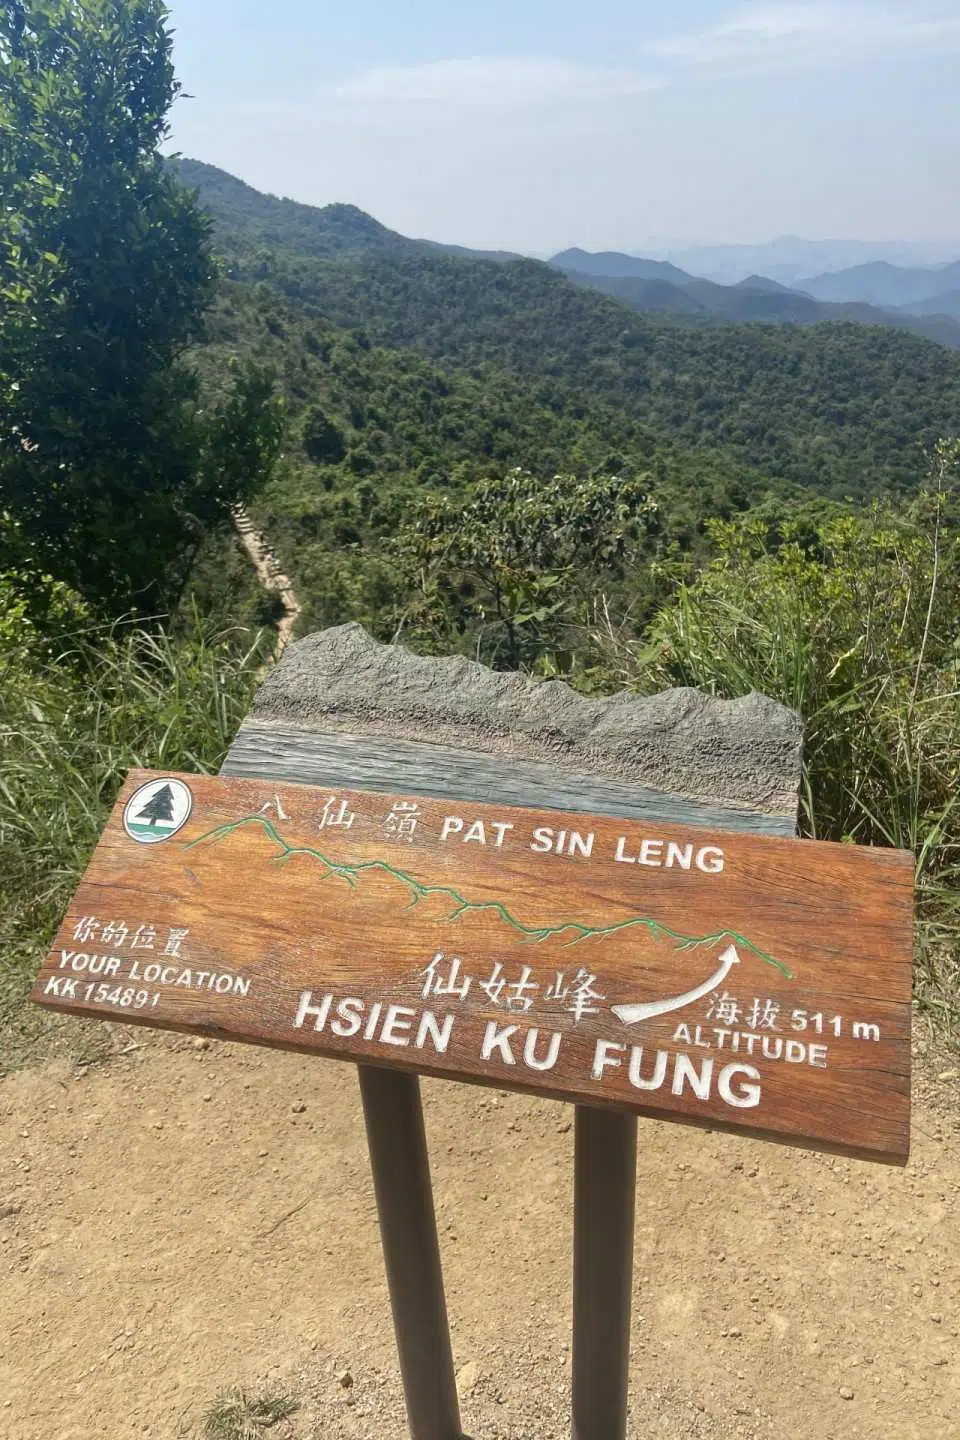 八仙嶺 PAT SIN LENG
你的位置
YOUR LOCATION
KK 154891
仙姑峰
HSIEN KU FUNG
海拔 511 m
ALTITUDE